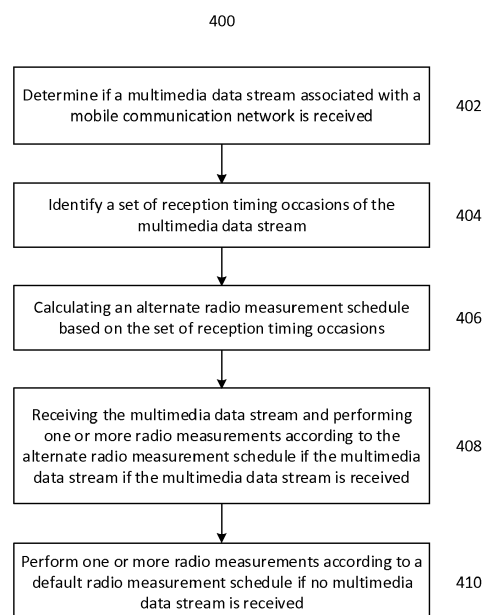 400
Determine if a multimedia data stream associated with a
mobile communication network is received
402
Identify a set of reception timing occasions of the
multimedia data stream
404
Calculating an alternate radio measurement schedule
based on the set of reception timing occasions
406
Receiving the multimedia data stream and performing
one or more radio measurements according to the
alternate radio measurement schedule if the multimedia
data stream if the multimedia data stream is received
408
Perform one or more radio measurements according to a
default radio measurement schedule if no multimedia
data stream is received
410